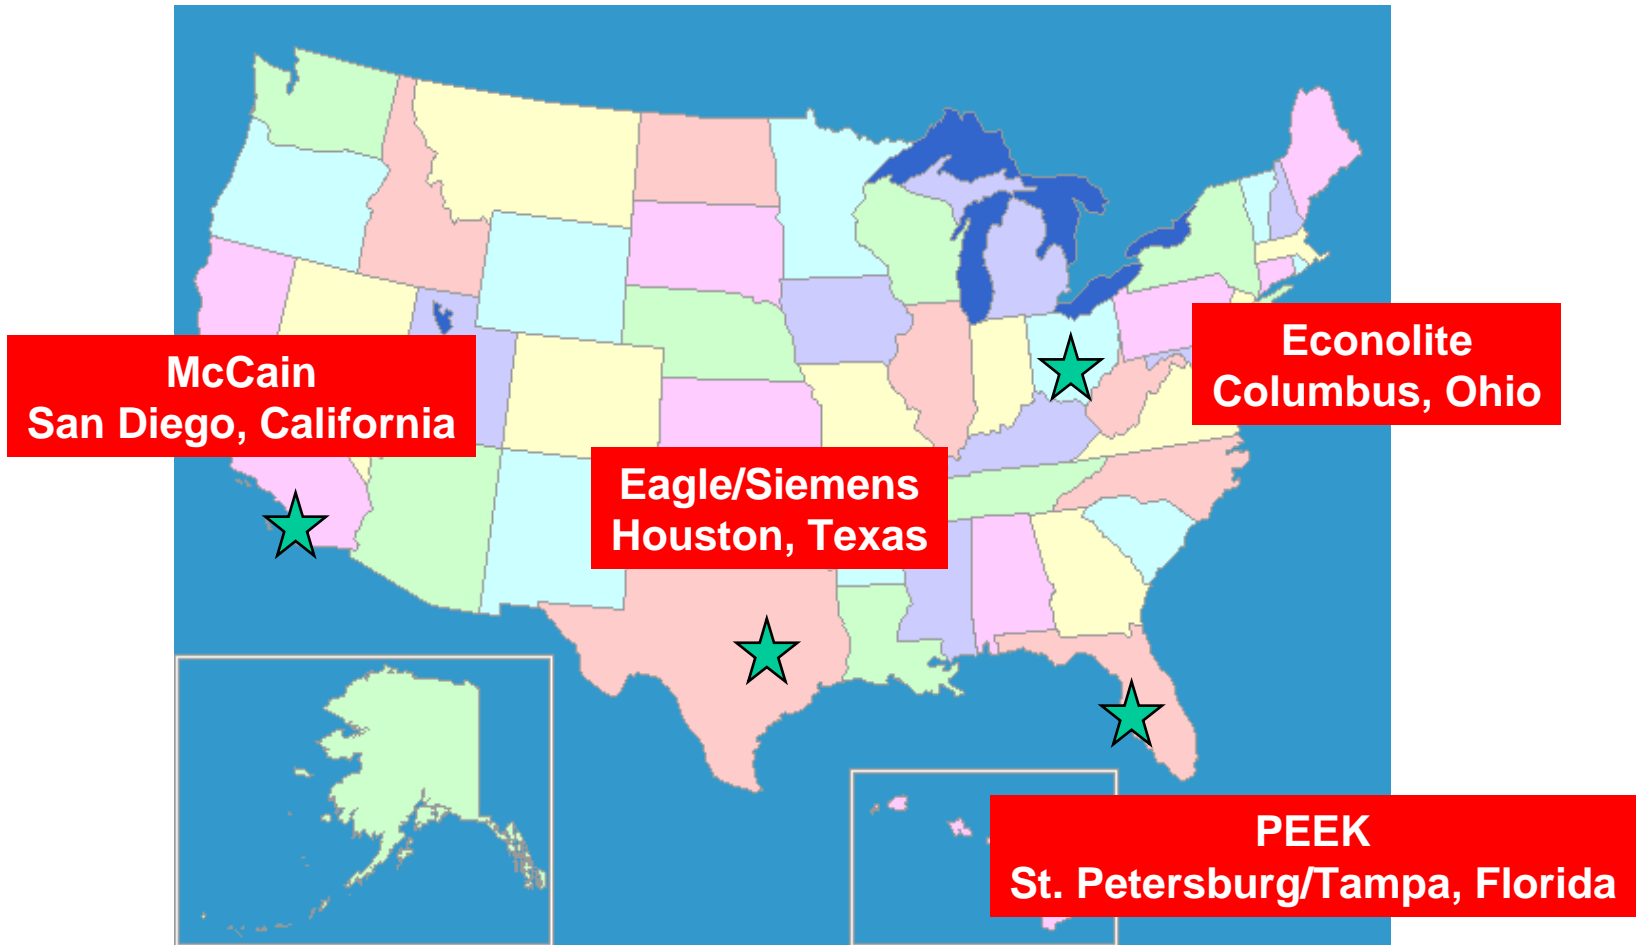 McCain
San Diego, California
Eagle/Siemens
Houston, Texas
Econolite
Columbus, Ohio
PEEK
St. Petersburg/Tampa, Florida